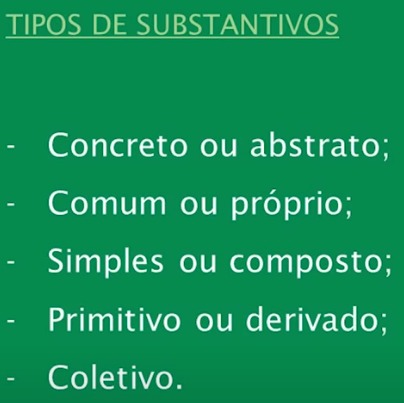 TIPOS DE SUBSTANTIVOS
- Concreto ou abstrato;
- Comum ou próprio;
- Simples ou composto;
- Primitivo ou derivado;
- Coletivo.